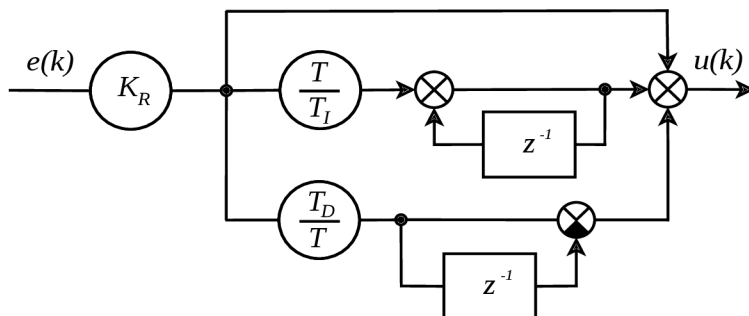 e(k)
K_R
T
T_I
u(k)
z^-1
T_D
T
z^-1